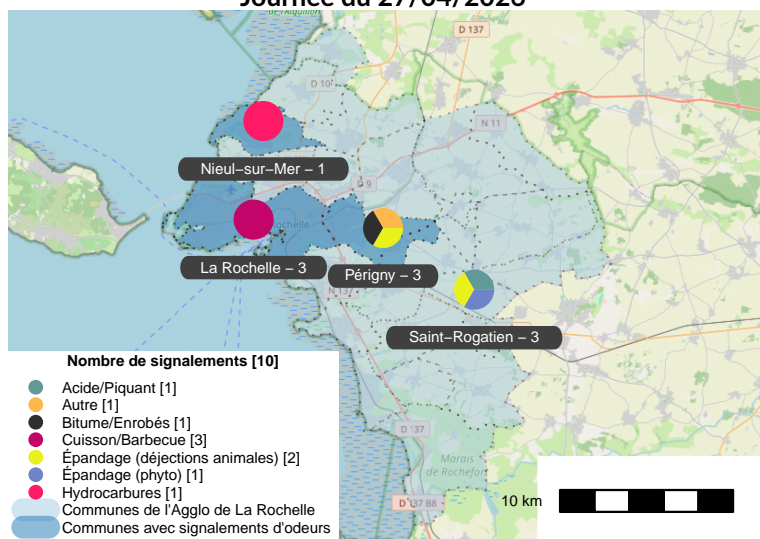 Journée du 27/04/2026
D 137
D 10
N 11
Nieul-sur-Mer – 1
D 9
La Rochelle – 3
Périgny – 3
N 137
Saint-Rogatien – 3
Nombre de signalements [10]
Acide/Piquant [1]
Autre [1]
Bitume/Enrobés [1]
Cuisson/Barbecue [3]
Épandage (déjections animales) [2]
Épandage (phyto) [1]
Hydrocarbures [1]
Communes de l'Agglo de La Rochelle
Communes avec signalements d'odeurs
D 137
Marais
de Rochefort
D 137 B8
10 km